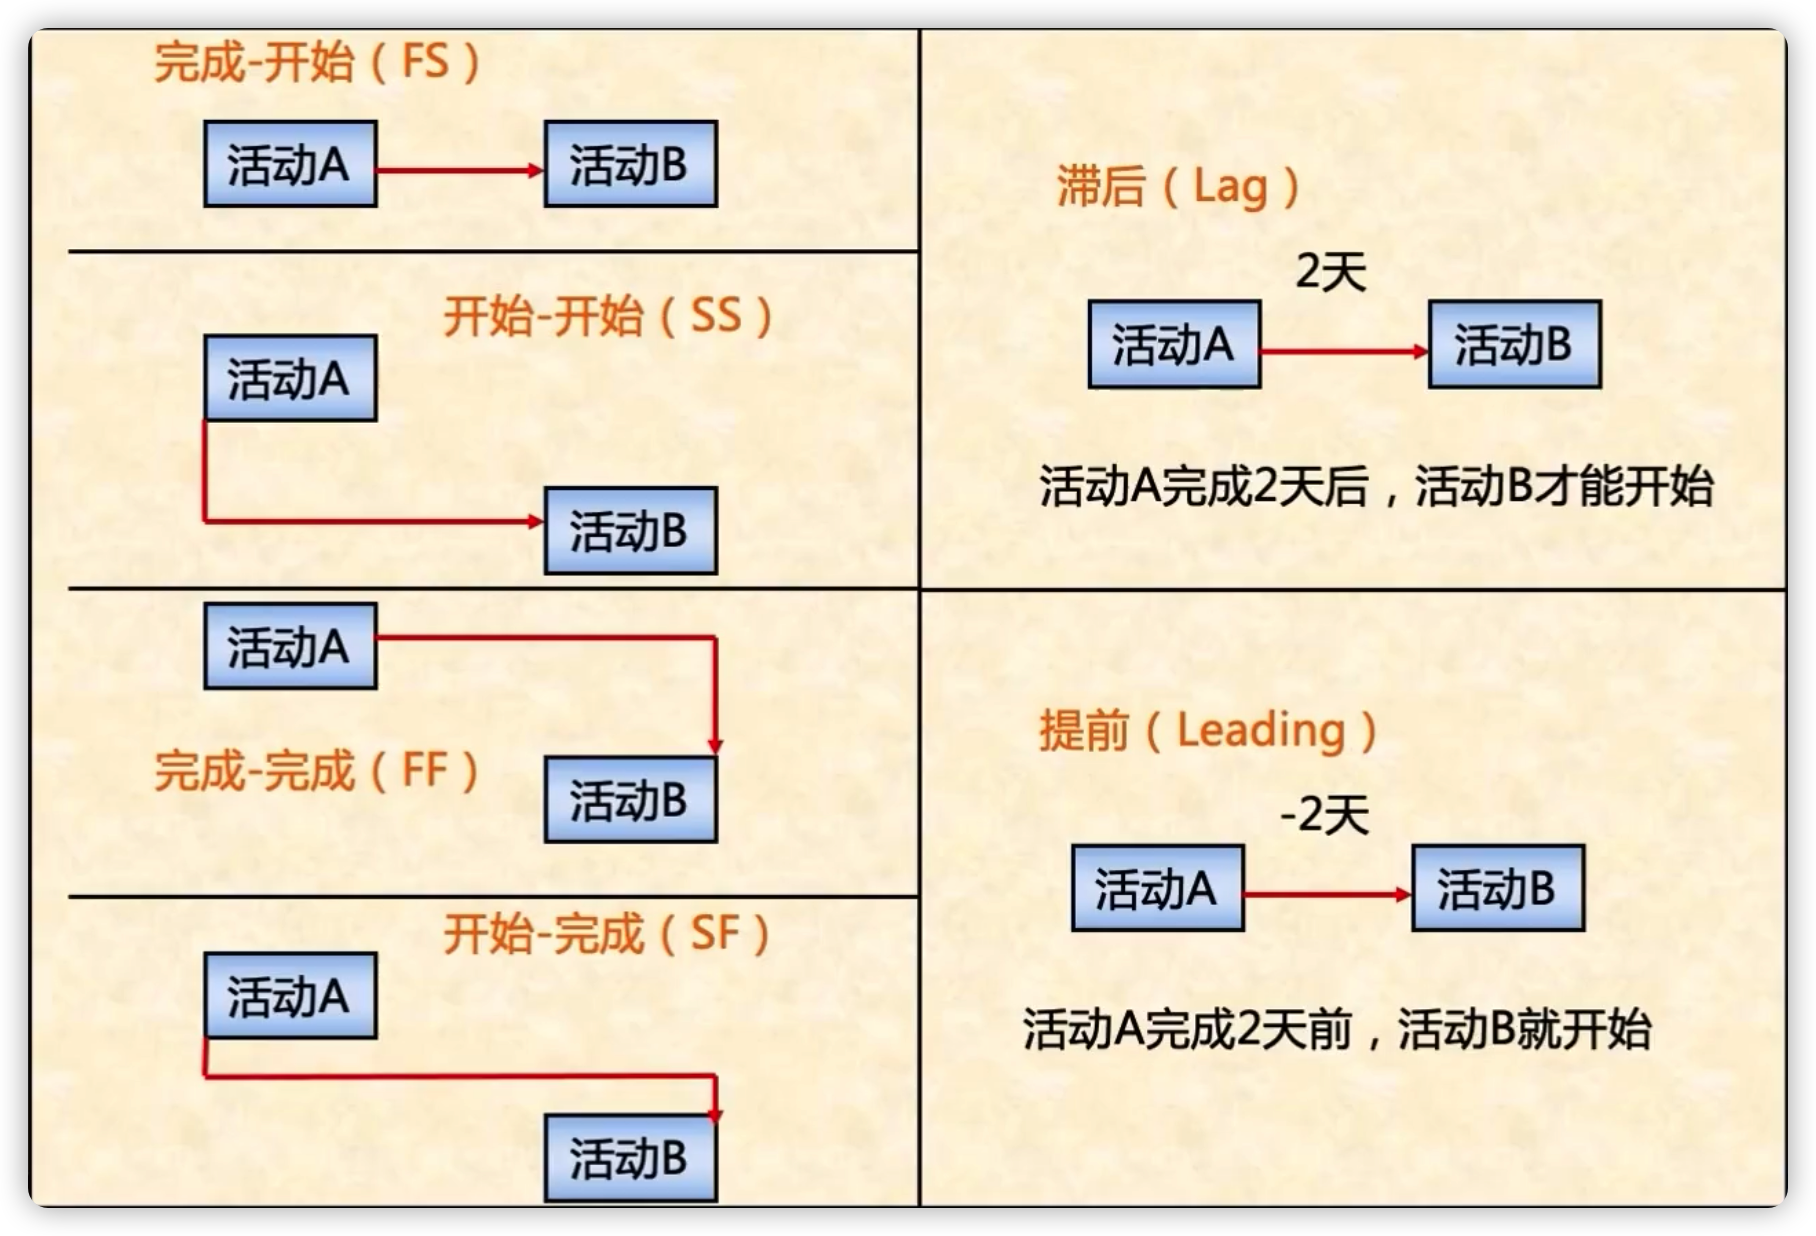 完成-开始（FS）
活动A
活动B
开始-开始（SS）
活动A
活动B
活动A
完成-完成（FF）
活动B
开始-完成（SF）
活动A
活动B
滞后（Lag）
2天
活动A
活动B
活动A完成2天后，活动B才能开始
提前（Leading）
-2天
活动A
活动B
活动A完成2天前，活动B就开始